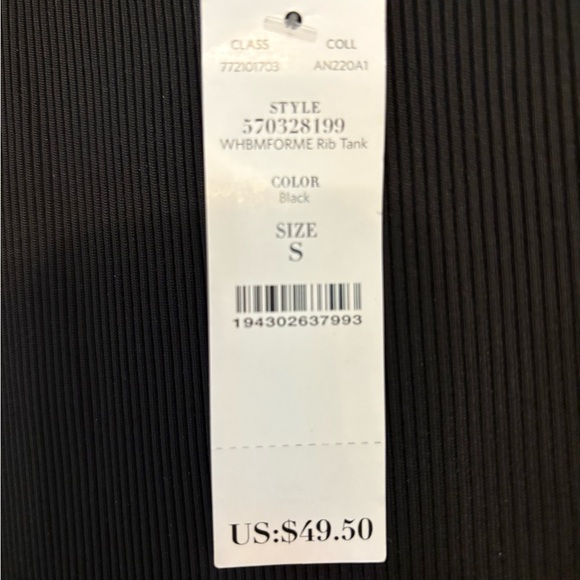 CLASS COLL
772101703 AN220A1
STYLE
570328199
WHBMFORME Rib Tank
COLOR
Black
SIZE
S
194302637993
US:$49.50